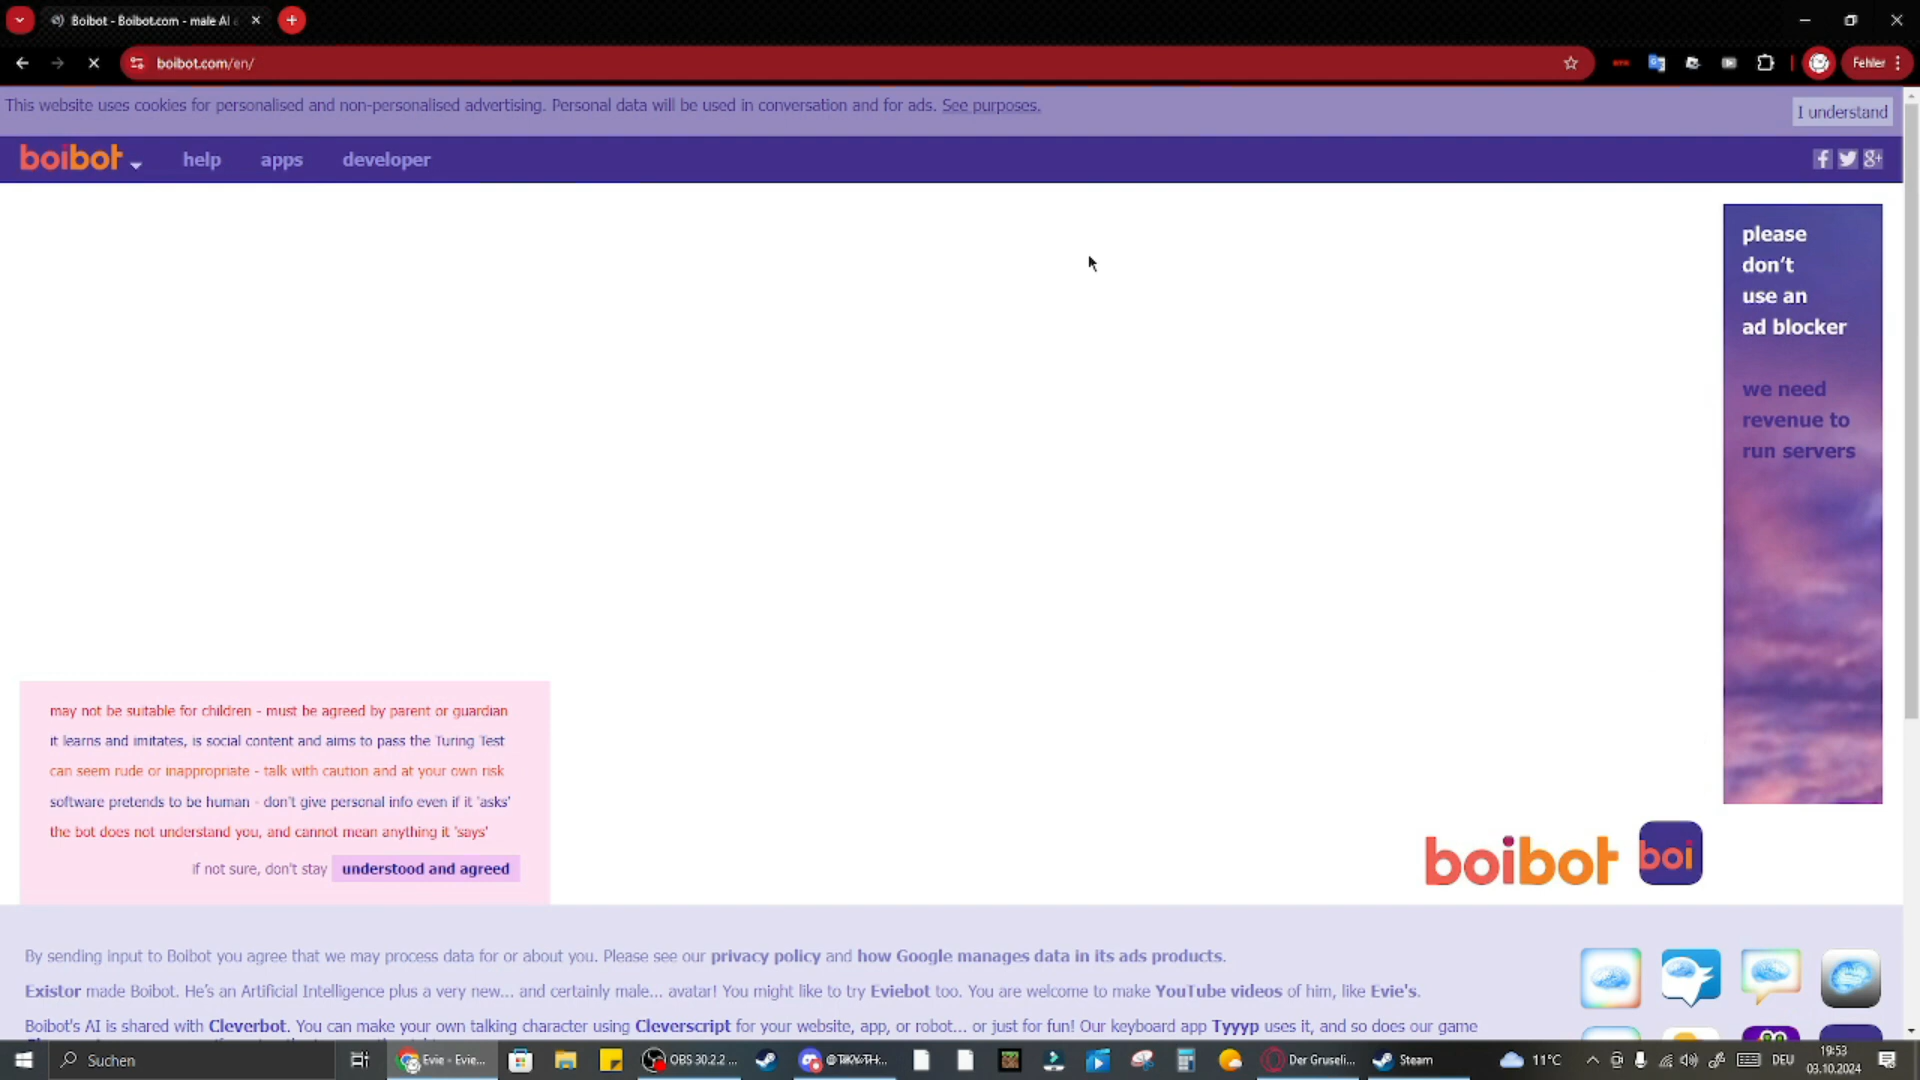 Boibot - Boibot.com - male AI
boibot.com/en/
Fehler
This website uses cookies for personalised and non-personalised advertising. Personal data will be used in conversation and for ads. See purposes.
I understand
boibot help apps developer
please
don't
use an
ad blocker
we need
revenue to
run servers
may not be suitable for children - must be agreed by parent or guardian
it learns and imitates, is social content and aims to pass the Turing Test
can seem rude or inappropriate - talk with caution and at your own risk
software pretends to be human - don't give personal info even if it 'asks'
the bot does not understand you, and cannot mean anything it 'says'
if not sure, don't stay understood and agreed
boibot boi
By sending input to Boibot you agree that we may process data for or about you. Please see our privacy policy and how Google manages data in its ads products.
Existor made Boibot. He's an Artificial Intelligence plus a very new... and certainly male... avatar! You might like to try Eviebot too. You are welcome to make YouTube videos of him, like Evie's.
Boibot's AI is shared with Cleverbot. You can make your own talking character using Cleverscript for your website, app, or robot... or just for fun! Our keyboard app Tyyyp uses it, and so does our game
Suchen
Evie - Evie...
OBS 30.2.2 ...
Der Gruseli...
Steam
11°C
DEU
19:53
03.10.2024